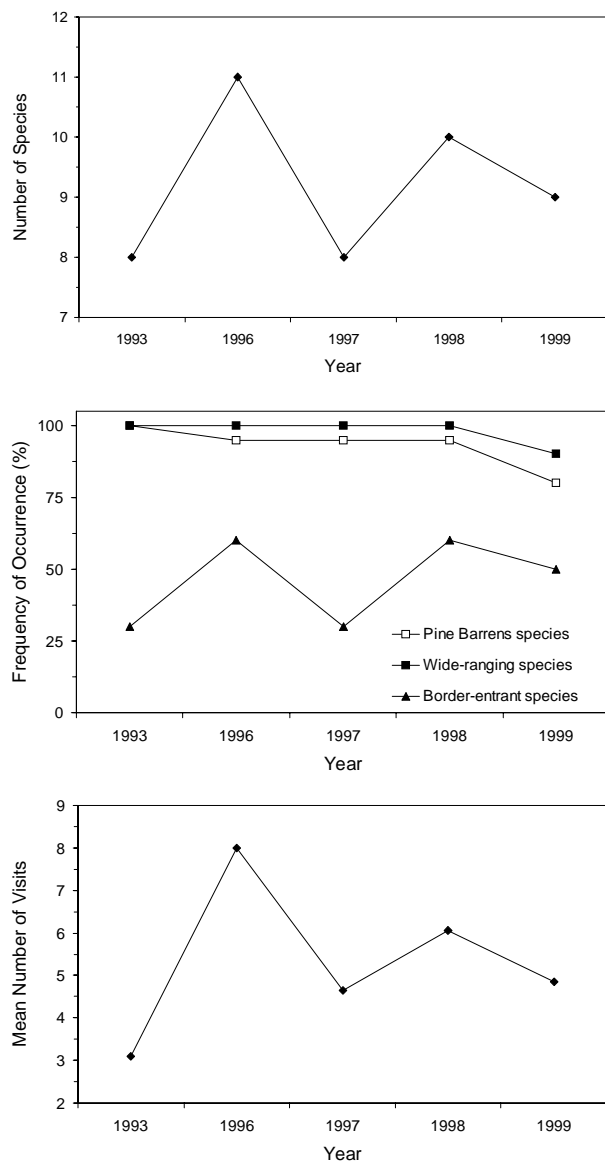 Number of Species
12
11
10
9
8
7
1993 1996 1997 1998 1999
Year
Frequency of Occurrence (%)
100
75
50
25
0
Pine Barrens species
Wide-ranging species
Border-entrant species
1993 1996 1997 1998 1999
Year
Mean Number of Visits
9
8
7
6
5
4
3
2
1993 1996 1997 1998 1999
Year